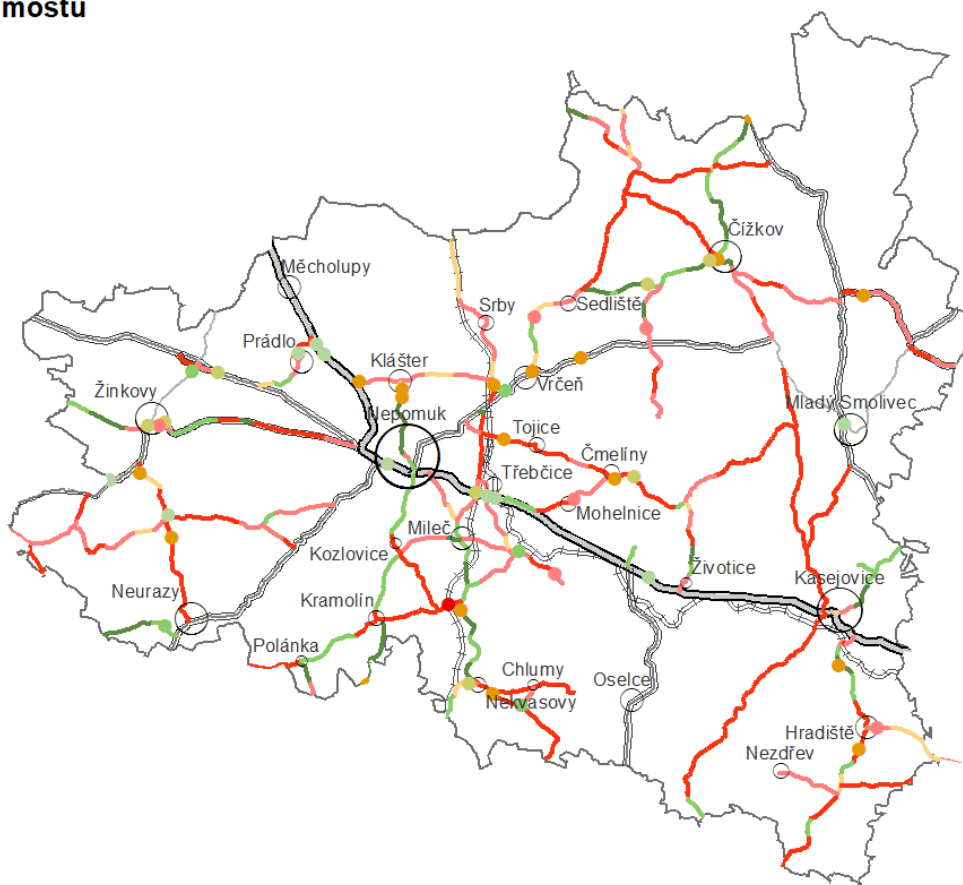 mostů
Čížkov
Měcholupy
Sedliště
Srby
Prádlo
Klášter
Vrčeň
Žinkovy
Nepomuk
Mladý Smolivec
Tojice
Čmelíny
Třebčice
Mohelnice
Mileč
Kozlovice
Životice
Kasejovice
Neurazy
Kramolín
Polánka
Chlumy
Oselce
Nekvasovy
Hradiště
Nezdřev